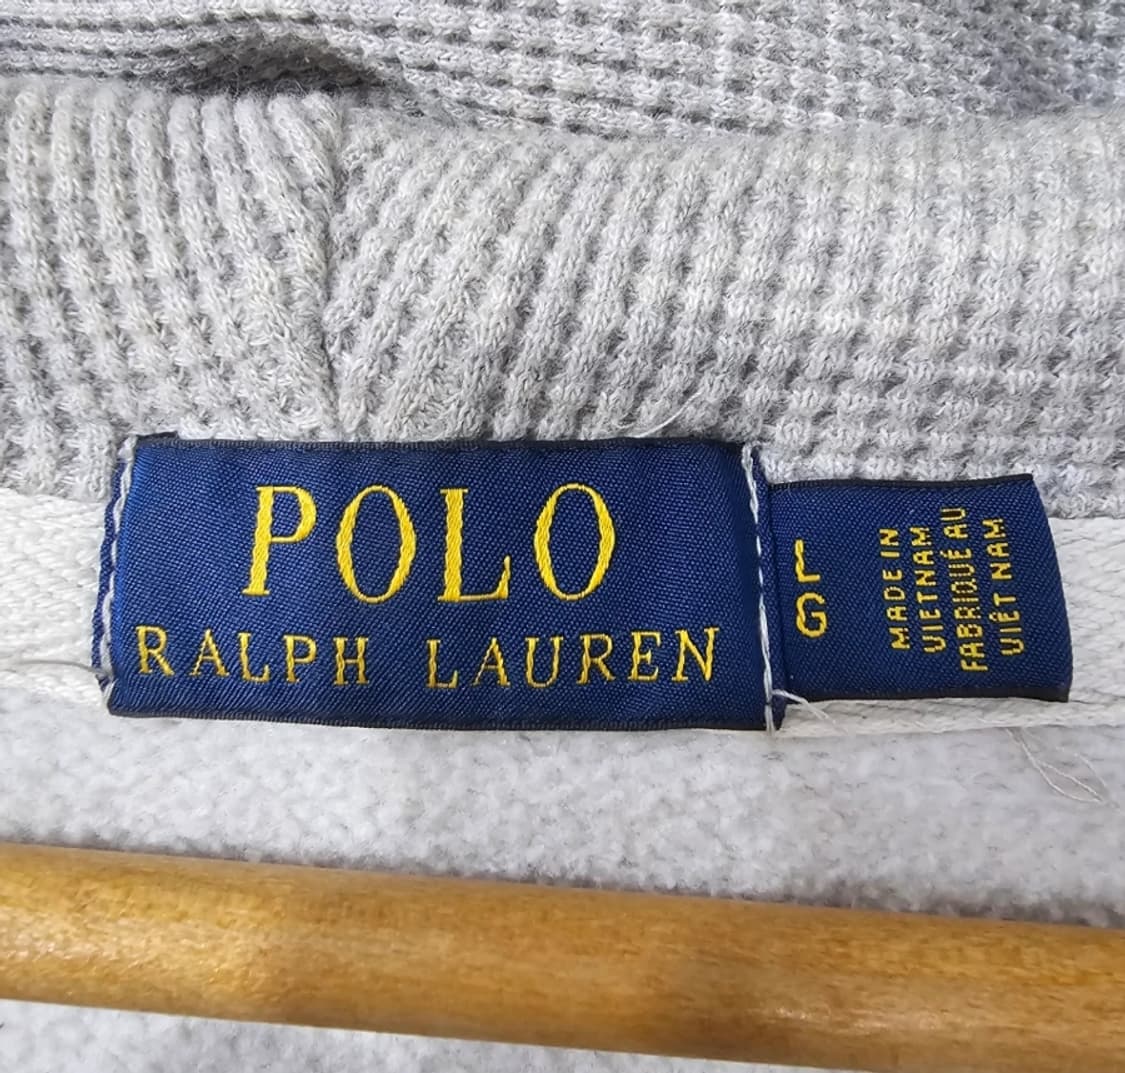 POLO
RALPH LAUREN
L
G
MADE IN
VIETNAM
FABRIQUÉ AU
VIÊT NAM